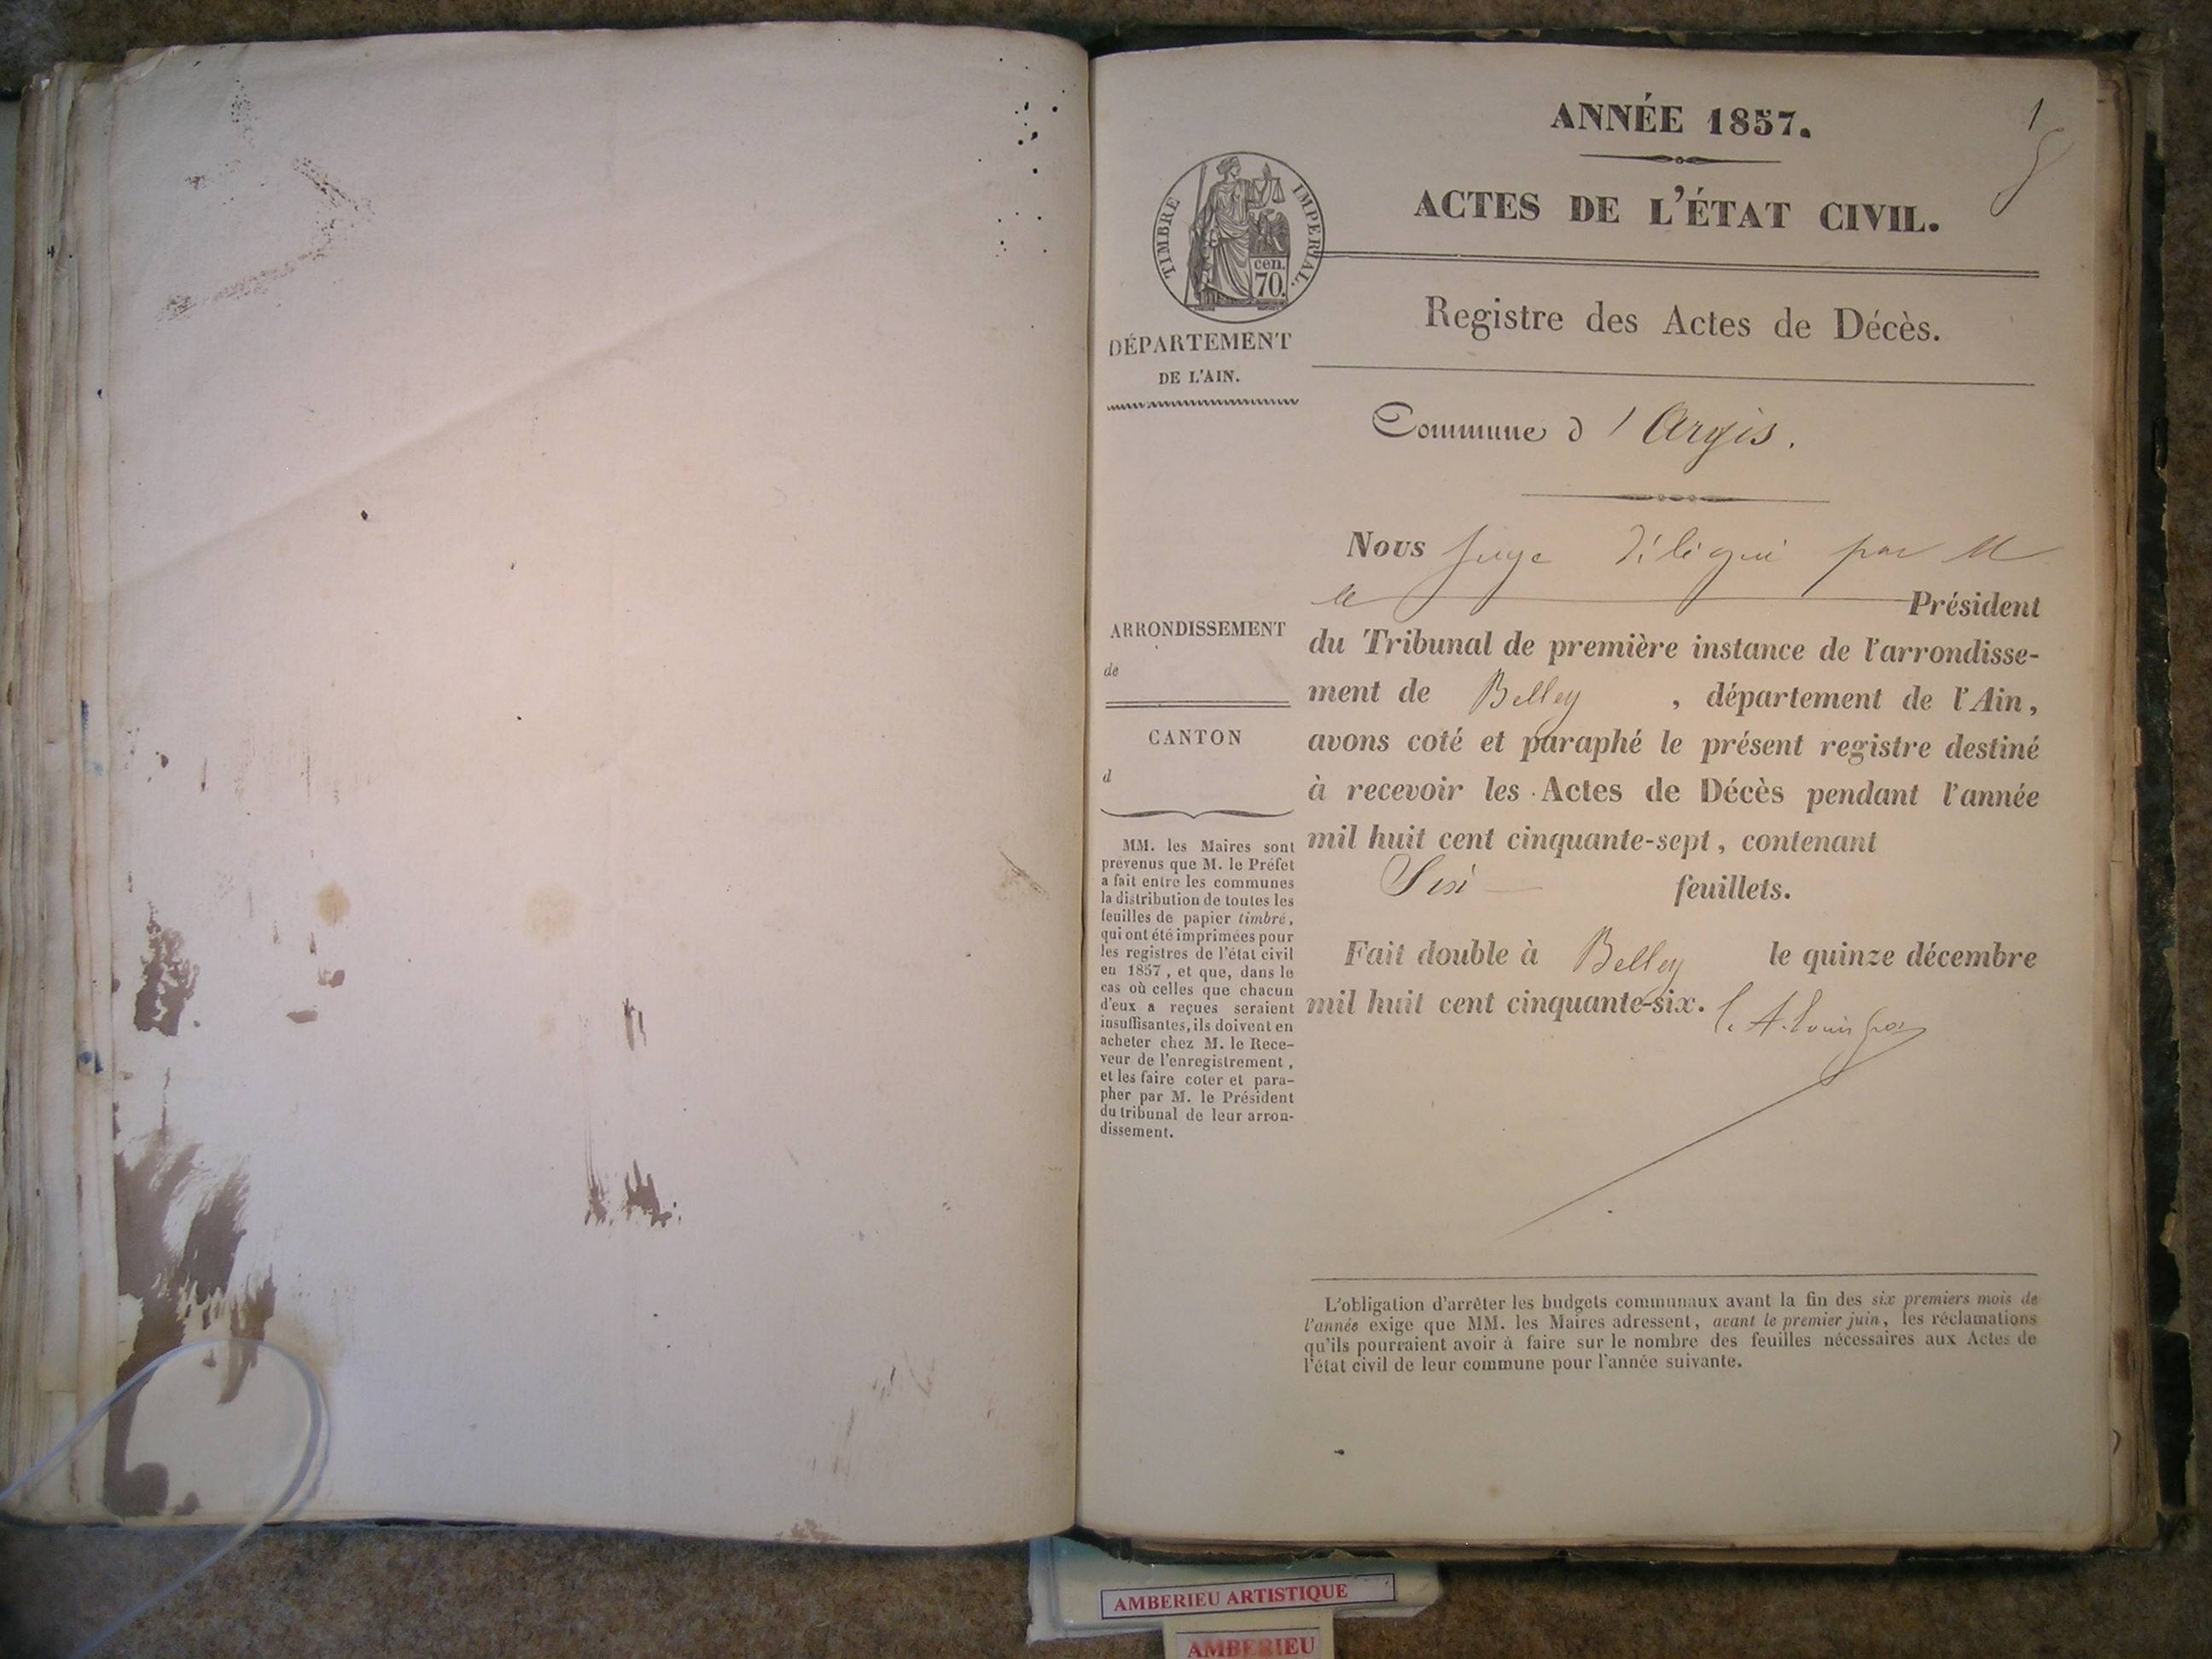 ANNÉE 1857.
1
ACTES DE L'ÉTAT CIVIL.
TIMBRE IMPERIAL.
cen.
70.
Registre des Actes de Décès.
DÉPARTEMENT
DE L'AIN.
Commune d'Argis.
Nous juge délégué par M
le Président
du Tribunal de première instance de l'arrondisse-
ment de Belley , département de l'Ain,
avons coté et paraphé le présent registre destiné
à recevoir les Actes de Décès pendant l'année
mil huit cent cinquante-sept, contenant
Six feuillets.
Fait double à Belley le quinze décembre
mil huit cent cinquante-six.
ARRONDISSEMENT
de
CANTON
d
MM. les Maires sont
prévenus que M. le Préfet
a fait entre les communes
la distribution de toutes les
feuilles de papier timbré,
qui ont été imprimées pour
les registres de l'état civil
en 1857, et que, dans le
cas où celles que chacun
d'eux a reçues seraient
insuffisantes, ils doivent en
acheter chez M. le Rece-
veur de l'enregistrement,
et les faire coter et para-
pher par M. le Président
du tribunal de leur arron-
dissement.
L'obligation d'arrêter les budgets communaux avant la fin des six premiers mois de
l'année exige que MM. les Maires adressent, avant le premier juin, les réclamations
qu'ils pourraient avoir à faire sur le nombre des feuilles nécessaires aux Actes de
l'état civil de leur commune pour l'année suivante.
AMBERIEU ARTISTIQUE
AMBERIEU